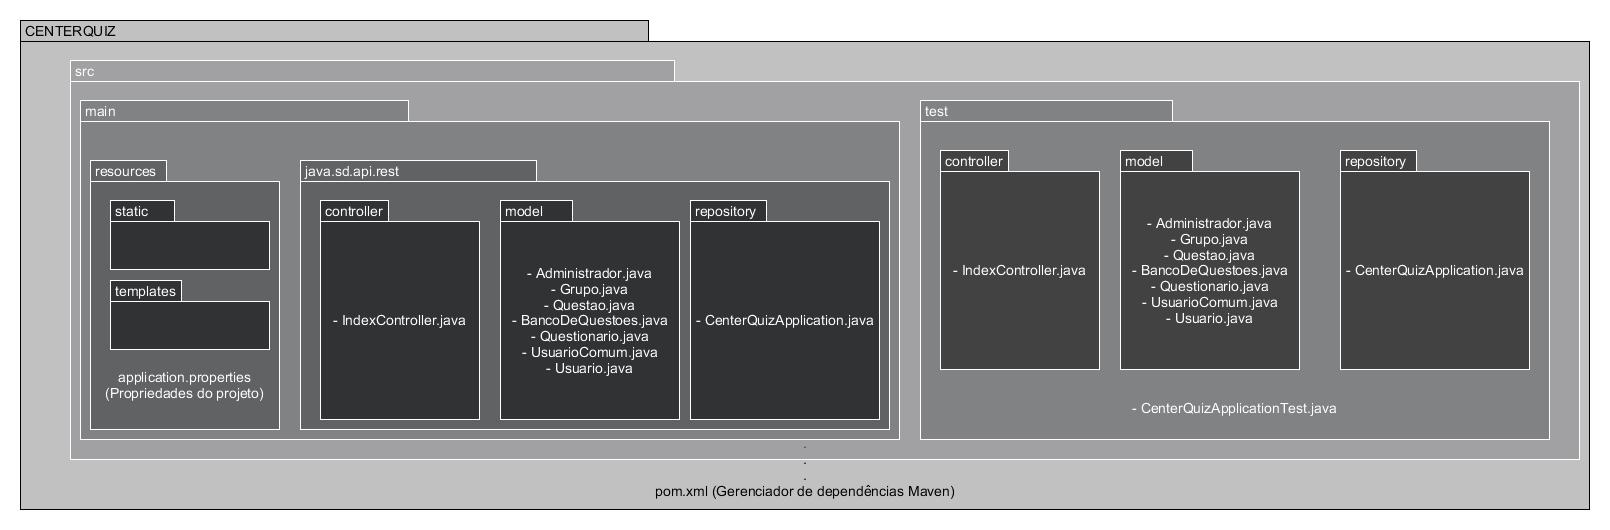 CENTERQUIZ
src
main
resources
static
templates
application.properties
(Propriedades do projeto)
java.sd.api.rest
controller
- IndexController.java
model
- Administrador.java
- Grupo.java
- Questao.java
- BancoDeQuestoes.java
- Questionario.java
- UsuarioComum.java
- Usuario.java
repository
- CenterQuizApplication.java
test
controller
- IndexController.java
model
- Administrador.java
- Grupo.java
- Questao.java
- BancoDeQuestoes.java
- Questionario.java
- UsuarioComum.java
- Usuario.java
repository
- CenterQuizApplication.java
- CenterQuizApplicationTest.java
.
.
.
pom.xml (Gerenciador de dependências Maven)